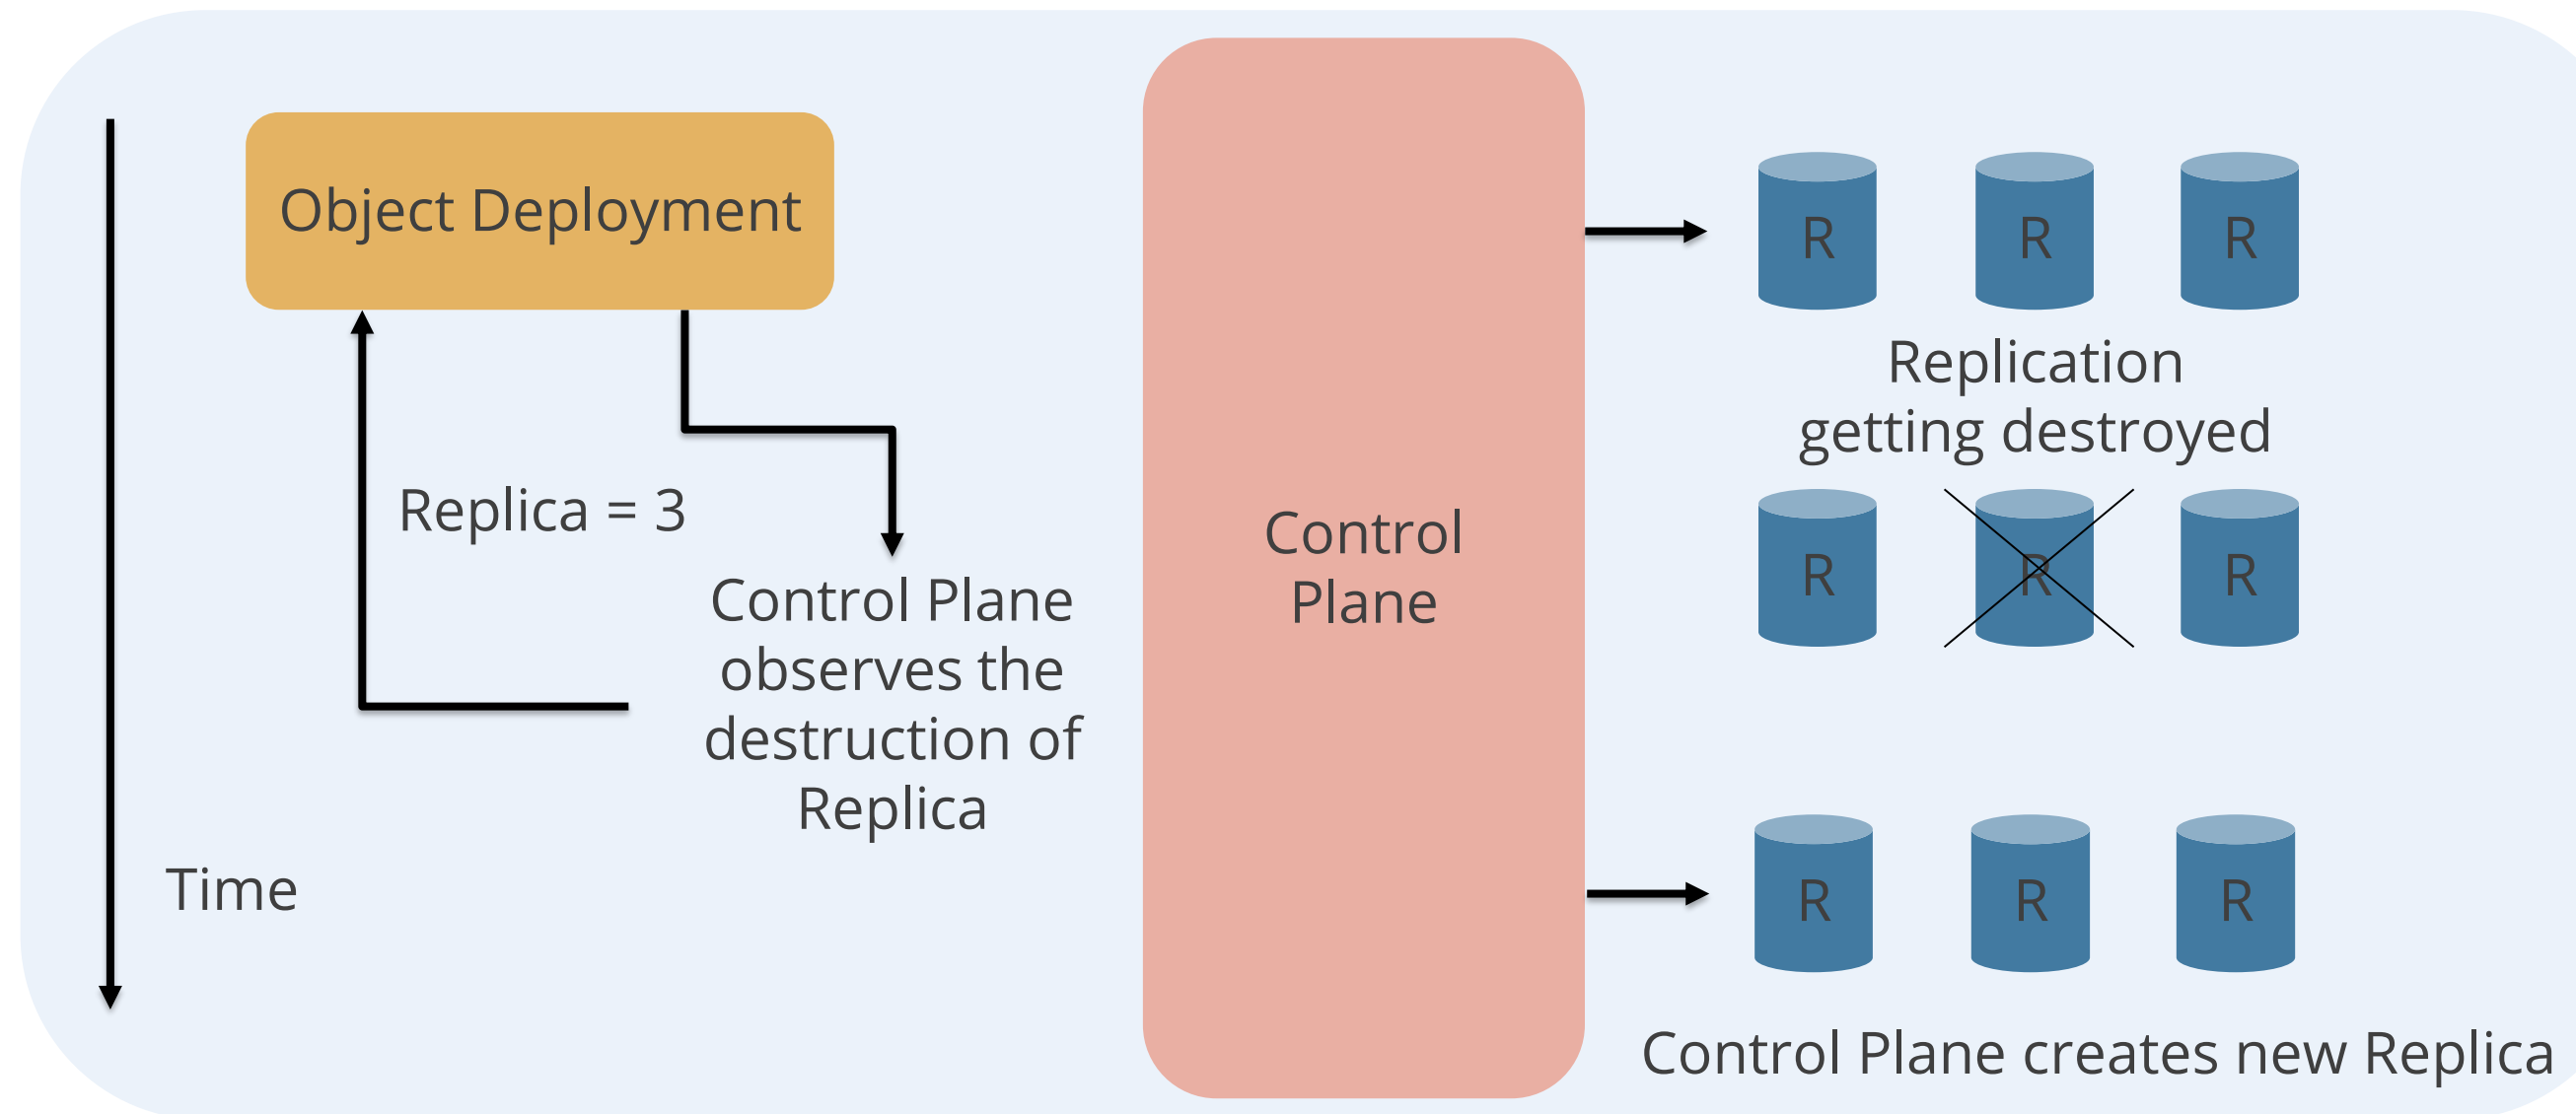 Object Deployment
Replica = 3
Control Plane
observes the
destruction of
Replica
Time
Control
Plane
R R R
Replication
getting destroyed
R R R
R R R
Control Plane creates new Replica